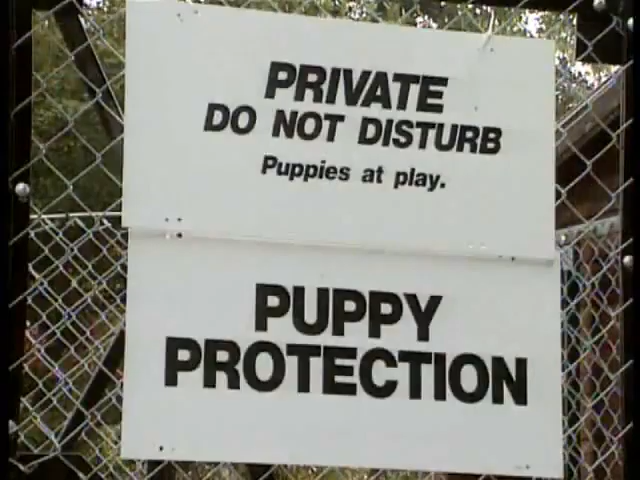 PRIVATE
DO NOT DISTURB
Puppies at play.
PUPPY
PROTECTION